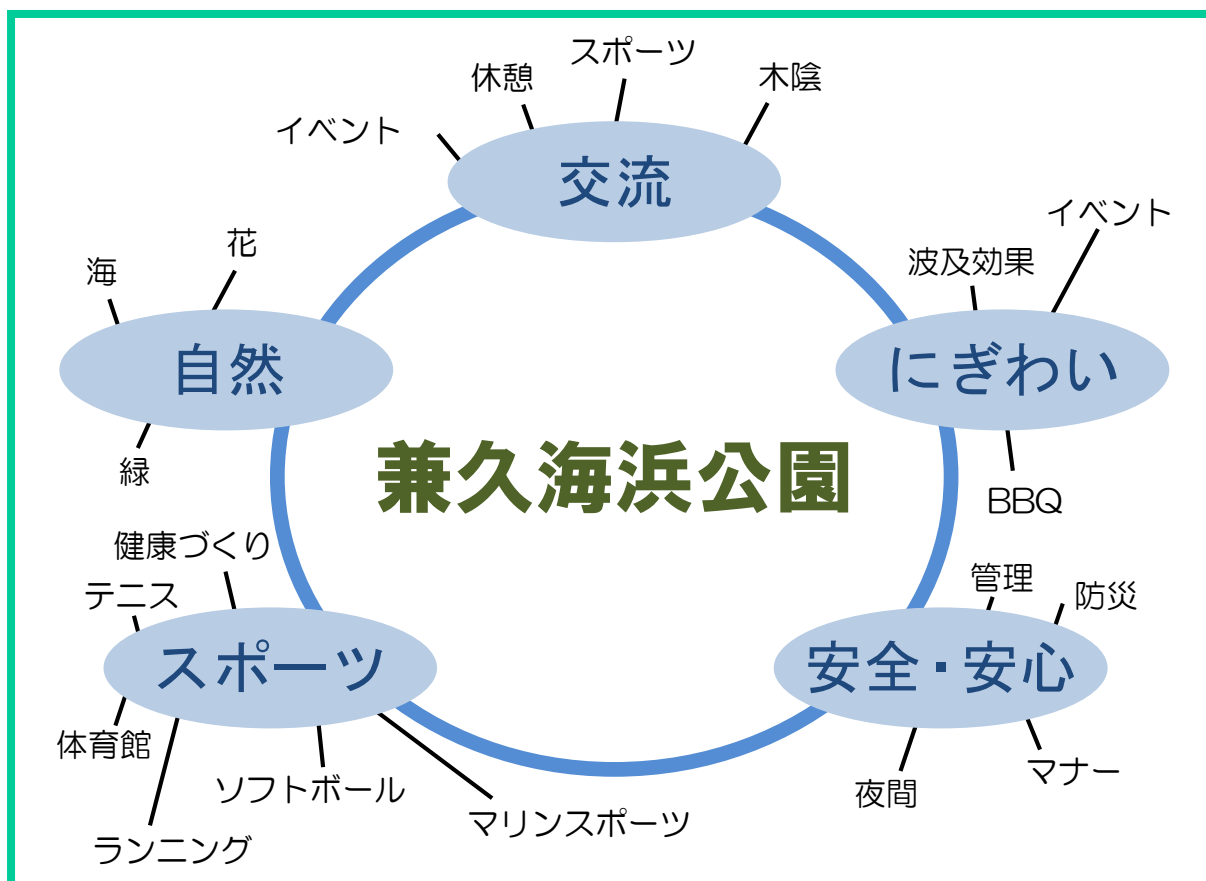 スポーツ
休憩
木陰
イベント
交流
イベント
花
波及効果
海
自然
にぎわい
緑
兼久海浜公園
BBQ
健康づくり
管理
テニス
防災
スポーツ
安全・安心
体育館
マナー
ソフトボール
夜間
マリンスポーツ
ランニング